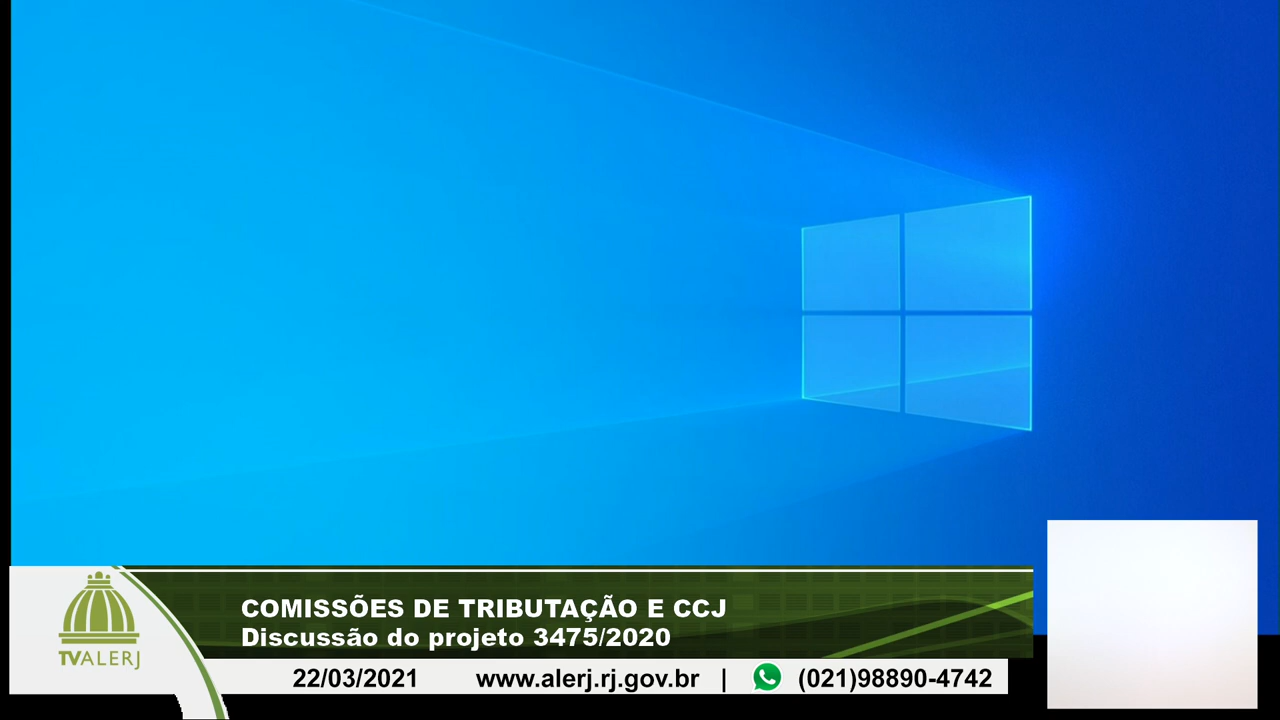 COMISSÕES DE TRIBUTAÇÃO E CCJ
Discussão do projeto 3475/2020
TVALERJ
22/03/2021 www.alerj.rj.gov.br | (021)98890-4742